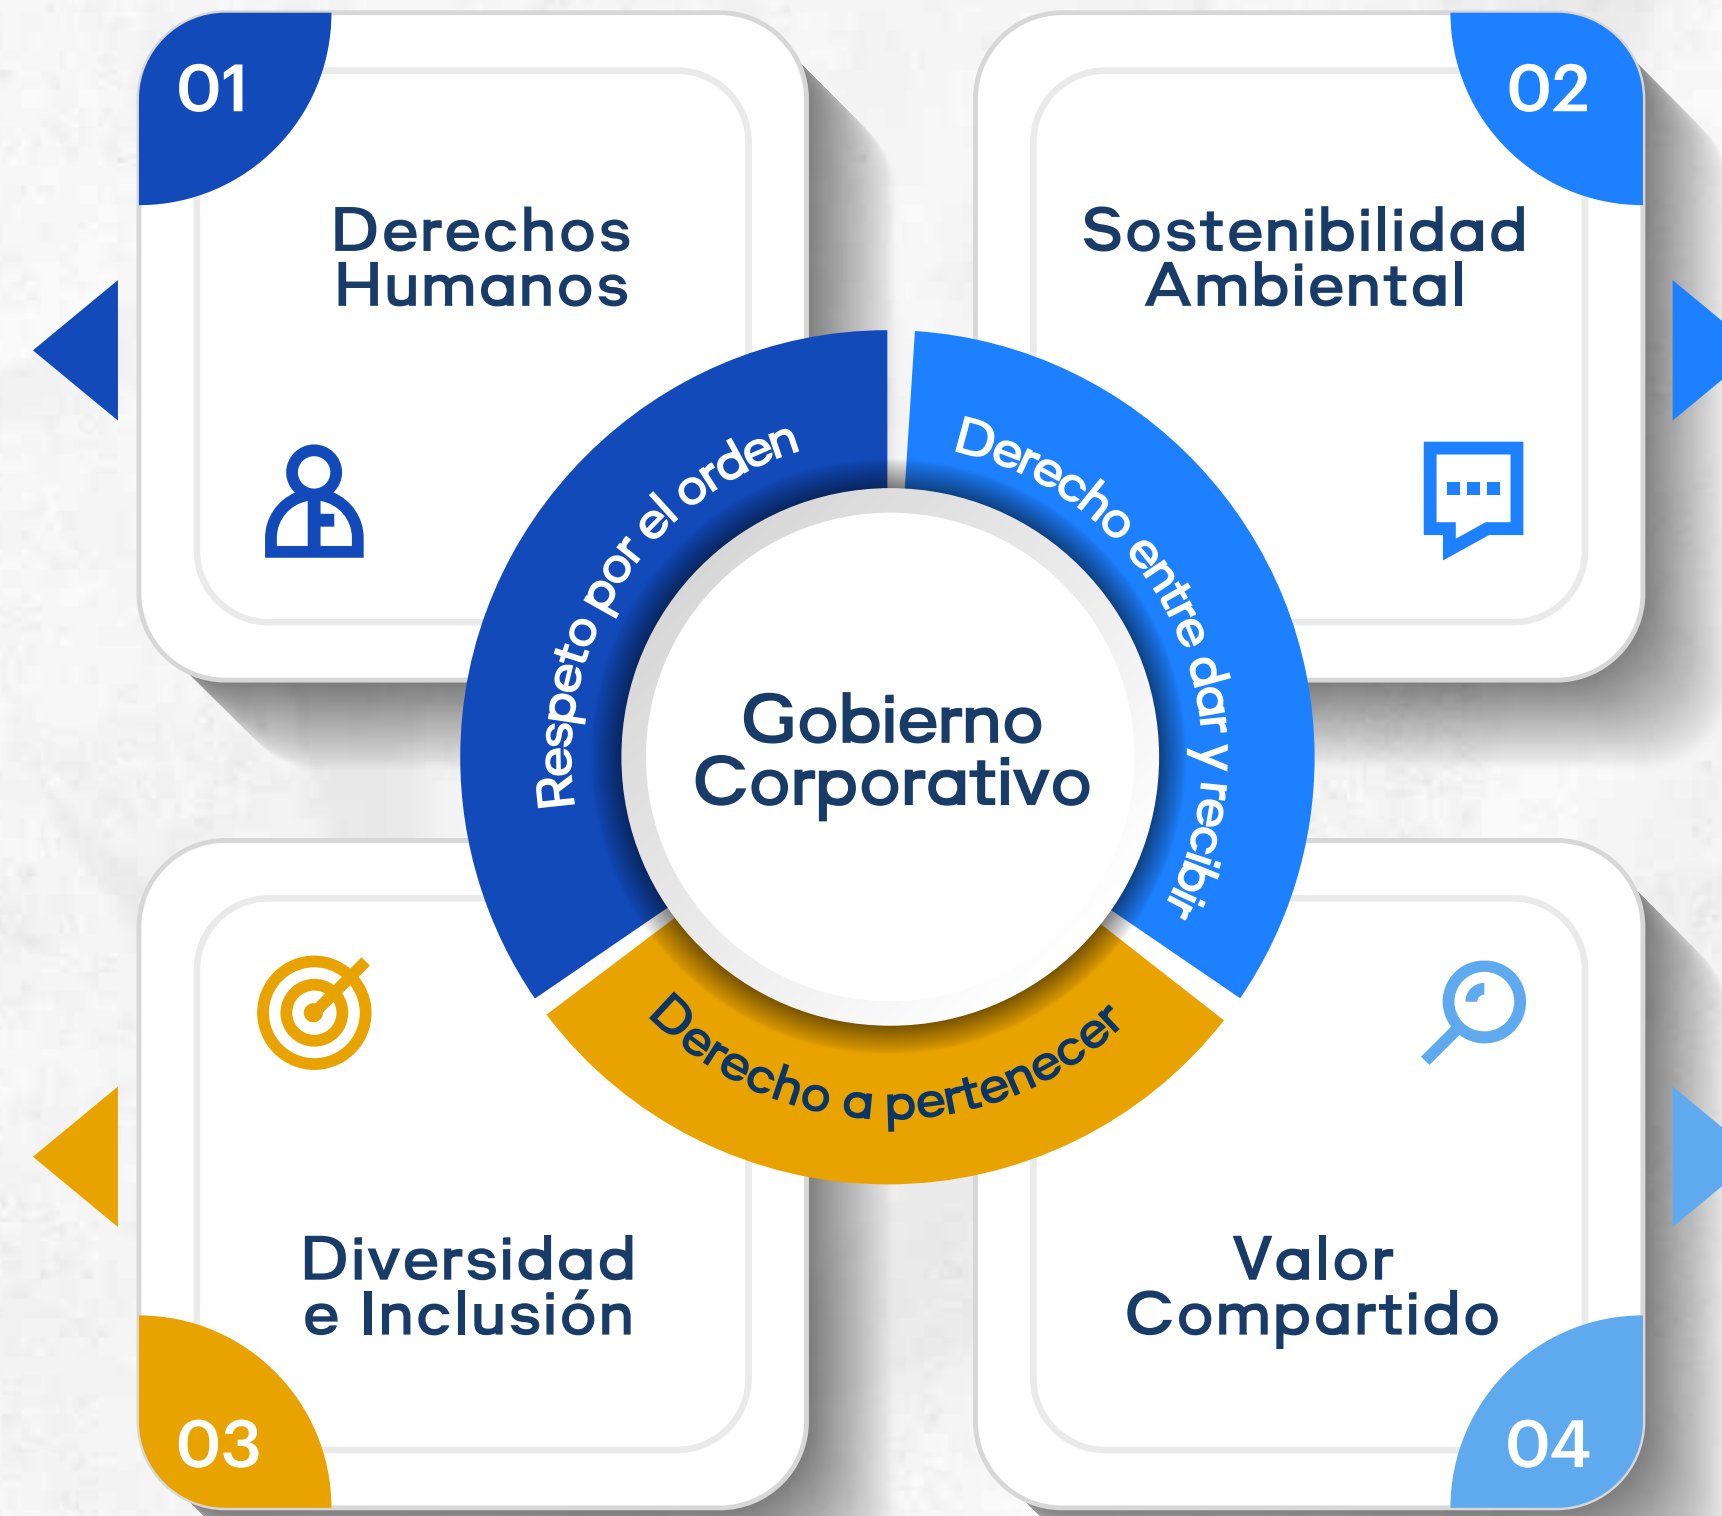 01
Derechos
Humanos
02
Sostenibilidad
Ambiental
Respeto por el orden
Derecho entre dar y recibir
Gobierno
Corporativo
Derecho a pertenecer
Diversidad
e Inclusión
03
Valor
Compartido
04